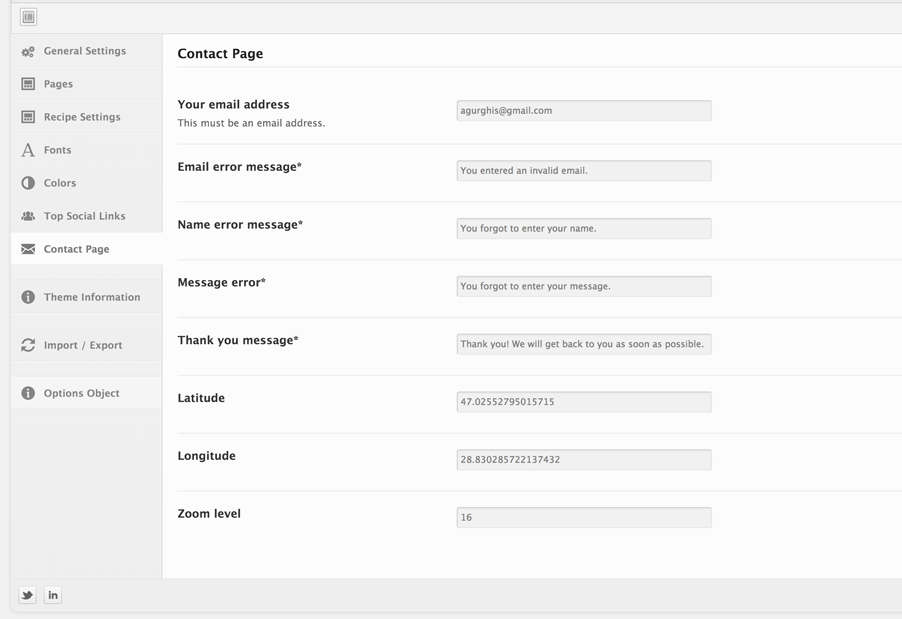 General Settings
Pages
Recipe Settings
Fonts
Colors
Top Social Links
Contact Page
Theme Information
Import / Export
Options Object
Contact Page
Your email address
This must be an email address.
agurghis@gmail.com
Email error message*
You entered an invalid email.
Name error message*
You forgot to enter your name.
Message error*
You forgot to enter your message.
Thank you message*
Thank you! We will get back to you as soon as possible.
Latitude
47.02552795015715
Longitude
28.830285722137432
Zoom level
16
in